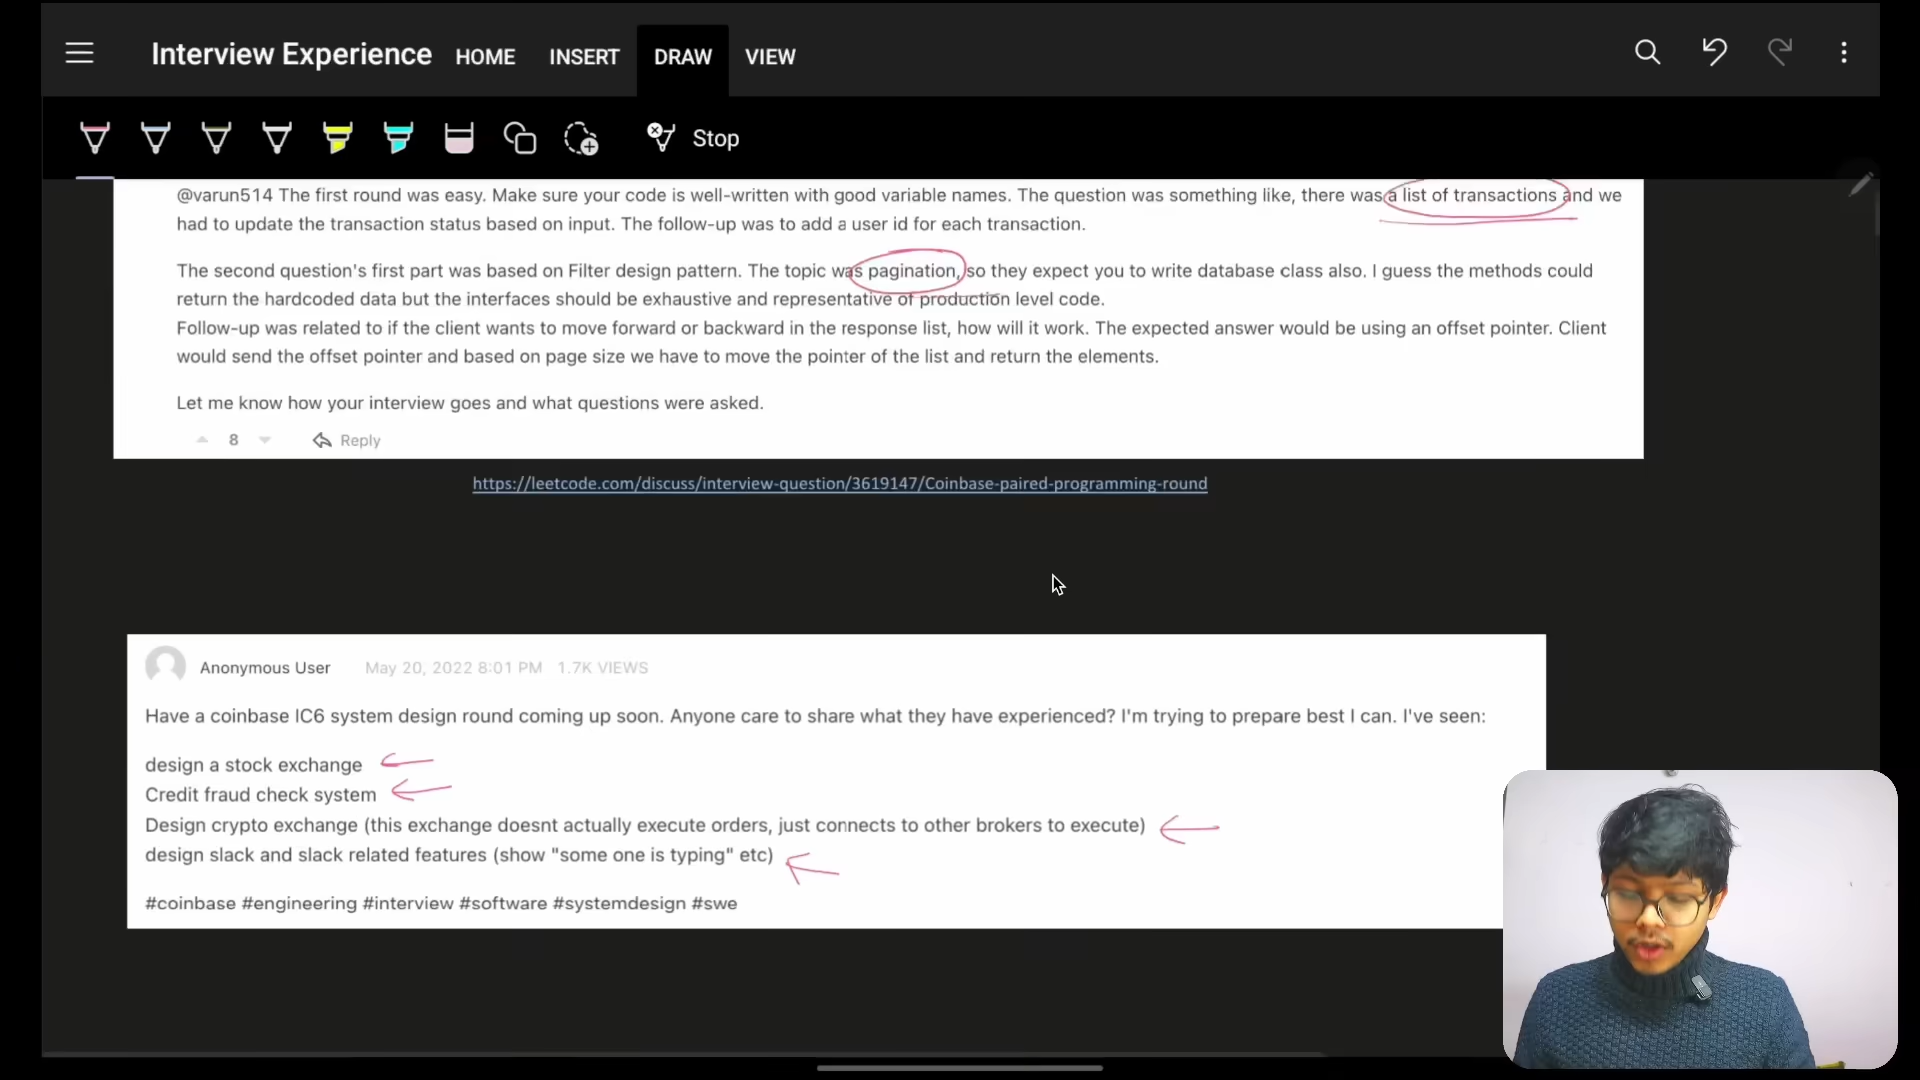 Interview Experience HOME INSERT DRAW VIEW
Stop
@varun514 The first round was easy. Make sure your code is well-written with good variable names. The question was something like, there was a list of transactions and we
had to update the transaction status based on input. The follow-up was to add a user id for each transaction.
The second question's first part was based on Filter design pattern. The topic was pagination, so they expect you to write database class also. I guess the methods could
return the hardcoded data but the interfaces should be exhaustive and representative of production level code.
Follow-up was related to if the client wants to move forward or backward in the response list, how will it work. The expected answer would be using an offset pointer. Client
would send the offset pointer and based on page size we have to move the pointer of the list and return the elements.
Let me know how your interview goes and what questions were asked.
8 Reply
https://leetcode.com/discuss/interview-question/3619147/Coinbase-paired-programming-round
Anonymous User May 20, 2022 8:01 PM 1.7K VIEWS
Have a coinbase IC6 system design round coming up soon. Anyone care to share what they have experienced? I'm trying to prepare best I can. I've seen:
design a stock exchange
Credit fraud check system
Design crypto exchange (this exchange doesnt actually execute orders, just connects to other brokers to execute)
design slack and slack related features (show "some one is typing" etc)
#coinbase #engineering #interview #software #systemdesign #swe